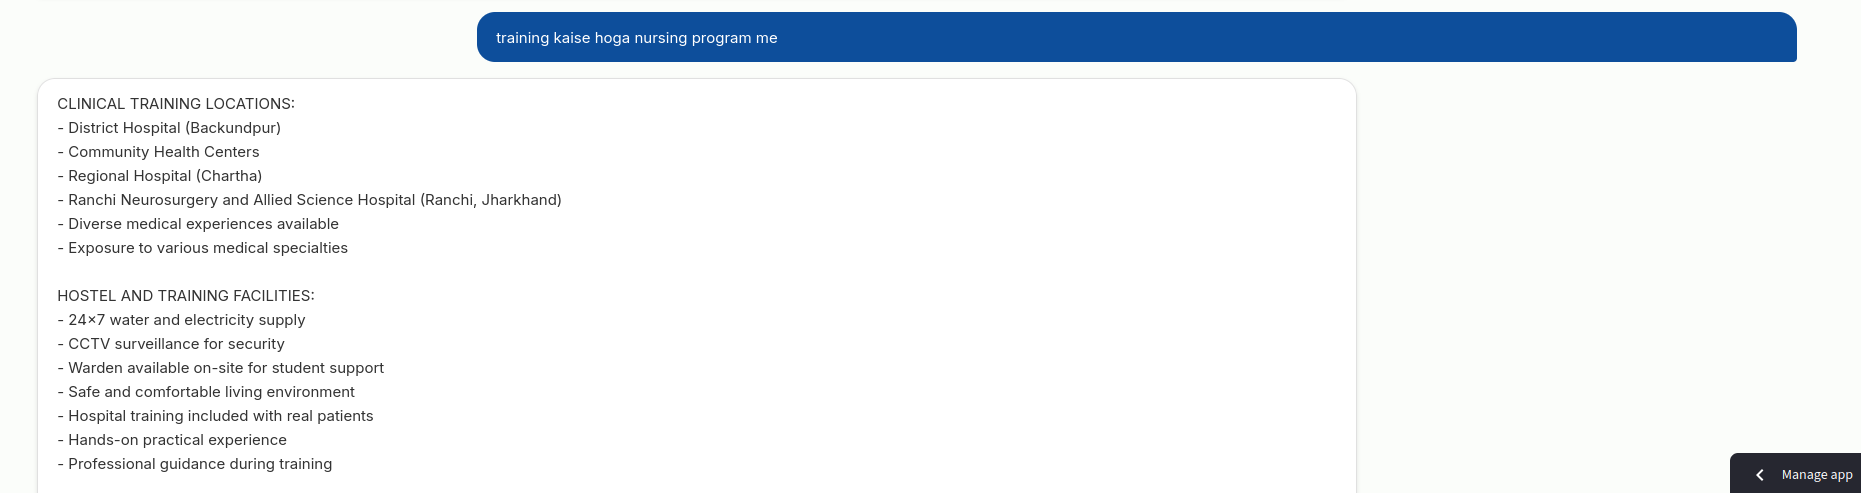 training kaise hoga nursing program me
CLINICAL TRAINING LOCATIONS:
- District Hospital (Backundpur)
- Community Health Centers
- Regional Hospital (Chartha)
- Ranchi Neurosurgery and Allied Science Hospital (Ranchi, Jharkhand)
- Diverse medical experiences available
- Exposure to various medical specialties
HOSTEL AND TRAINING FACILITIES:
- 24×7 water and electricity supply
- CCTV surveillance for security
- Warden available on-site for student support
- Safe and comfortable living environment
- Hospital training included with real patients
- Hands-on practical experience
- Professional guidance during training
Manage app